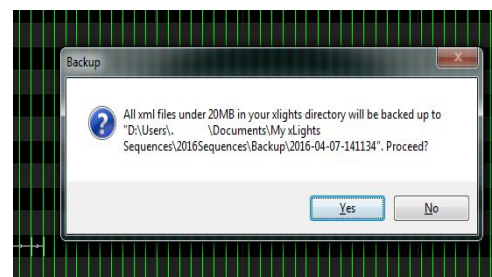 Backup
All xml files under 20MB in your xlights directory will be backed up to
"D:\Users\. \Documents\My xLights
Sequences\2016Sequences\Backup\2016-04-07-141134". Proceed?
Yes No